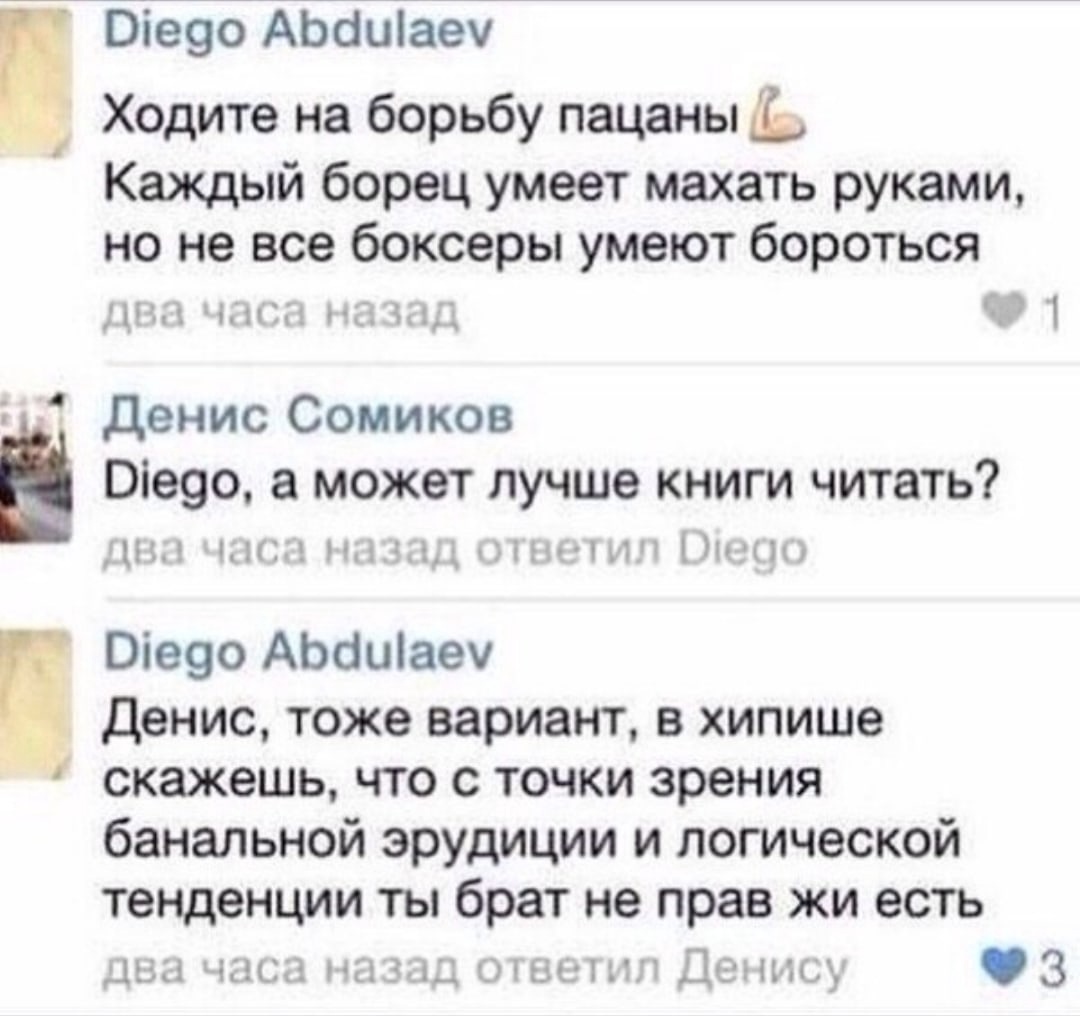 Diego Abdulaev
Ходите на борьбу пацаны💪
Каждый борец умеет махать руками,
но не все боксеры умеют бороться
два часа назад 1
Денис Сомиков
Diego, а может лучше книги читать?
два часа назад ответил Diego
Diego Abdulaev
Денис, тоже вариант, в хипише
скажешь, что с точки зрения
банальной эрудиции и логической
тенденции ты брат не прав жи есть
два часа назад ответил Денису 3